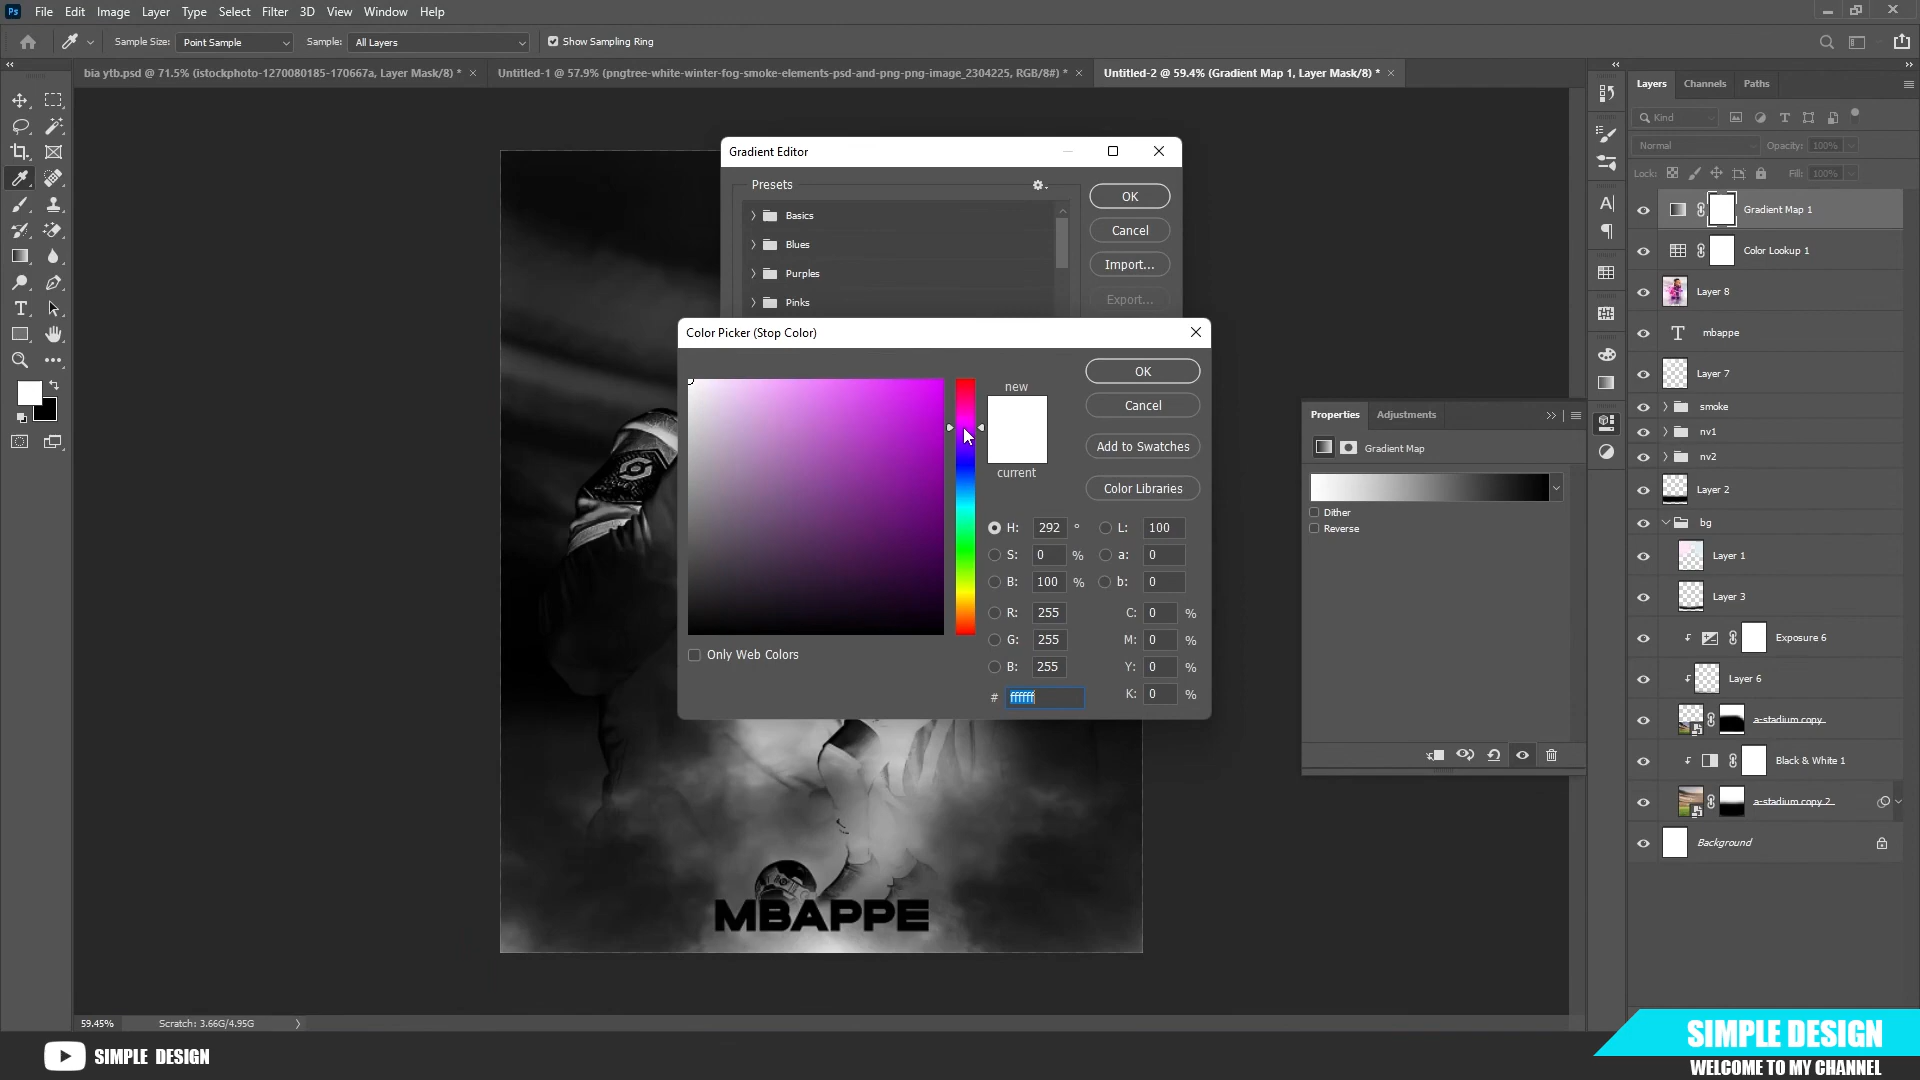 Ps File Edit Image Layer Type Select Filter 3D View Window Help
Sample Size: Point Sample Sample: All Layers Show Sampling Ring
bia ytb.psd @ 71.5% (istockphoto-1270080185-170667a, Layer Mask/8) * Untitled-1 @ 57.9% (pngtree-white-winter-fog-smoke-elements-psd-and-png-png-image_2304225, RGB/8#) * Untitled-2 @ 59.4% (Gradient Map 1, Layer Mask/8) *
Gradient Editor
Presets
Basics
Blues
Purples
Pinks
OK
Cancel
Import...
Export...
Color Picker (Stop Color)
new
current
OK
Cancel
Add to Swatches
Color Libraries
H: 292 ° L: 100
S: 0 % a: 0
B: 100 % b: 0
R: 255 C: 0 %
G: 255 M: 0 %
B: 255 Y: 0 %
# ffffff K: 0 %
Only Web Colors
MBAPPE
Properties Adjustments
Gradient Map
Dither
Reverse
Layers Channels Paths
Kind
Normal Opacity: 100%
Lock: Fill: 100%
Gradient Map 1
Color Lookup 1
Layer 8
mbappe
Layer 7
smoke
nv1
nv2
Layer 2
bg
Layer 1
Layer 3
Exposure 6
Layer 6
a-stadium copy
Black & White 1
a-stadium copy 2
Background
59.45% Scratch: 3.66G/4.95G
SIMPLE DESIGN
SIMPLE DESIGN
WELCOME TO MY CHANNEL